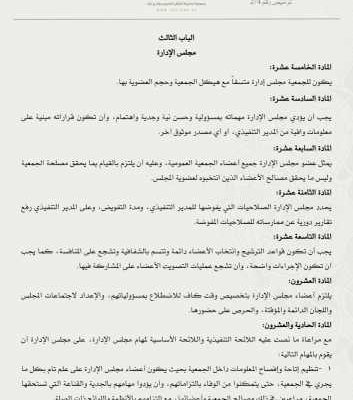 ترخيص رقم
الباب الثالث
مجلس الإدارة
المادة الخامسة عشرة:
يكون للجمعية مجلس إدارة متسقاً مع هيكل الجمعية وحجم العضوية بها.
المادة السادسة عشرة:
يجب أن يؤدي مجلس الإدارة مهماته بمسؤولية وحسن نية وجدية واهتمام، وأن تكون قراراته مبنية على
معلومات وافية من المدير التنفيذي، أو أي مصدر موثوق آخر.
المادة السابعة عشرة:
يمثل عضو مجلس الإدارة جميع أعضاء الجمعية العمومية، وعليه أن يلتزم بالقيام بما يحقق مصلحة الجمعية
وليس ما يحقق مصالح الأعضاء الذين انتخبوه لعضوية المجلس.
المادة الثامنة عشرة:
يحدد مجلس الإدارة الصلاحيات التي يفوضها للمدير التنفيذي، ومدة التفويض، وعلى المدير التنفيذي رفع
تقارير دورية عن ممارساته للصلاحيات المفوضة.
المادة التاسعة عشرة:
يجب أن تكون قواعد الترشيح وانتخاب الأعضاء دائمة وتتسم بالشفافية وتشجع على المنافسة، كما يجب
أن تكون الإجراءات واضحة، وأن تشجع عمليات التصويت الأعضاء على المشاركة فيها.
المادة العشرون:
يلتزم أعضاء مجلس الإدارة بتخصيص وقت كاف للاضطلاع بمسؤولياتهم، والإعداد لاجتماعات المجلس
واللجان الدائمة والمؤقتة، والحرص على حضورها.
المادة الحادية والعشرون:
مع مراعاة ما نصت عليه اللائحة التنفيذية واللائحة الأساسية لمهام مجلس الإدارة، على مجلس الإدارة أن
يقوم بالمهام التالية:
١ -تنظيم إتاحة وإفصاح المعلومات داخل الجمعية بحيث يكون أعضاء مجلس الإدارة على علم تام بكل ما
يجري في الجمعية، حتى يتمكنوا من الوفاء بالتزاماتهم، وأن يؤدوا مهامهم بالجدية والقناعة التي تستحقها